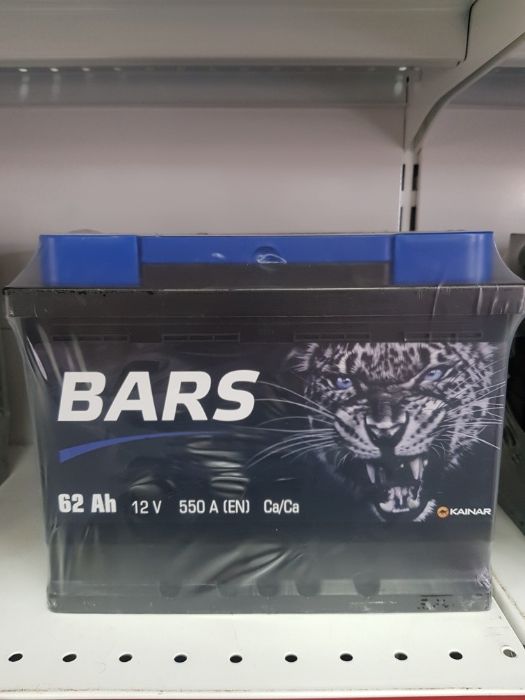 BARS
62 Ah 12 V 550 A (EN) Ca/Ca
KAINAR